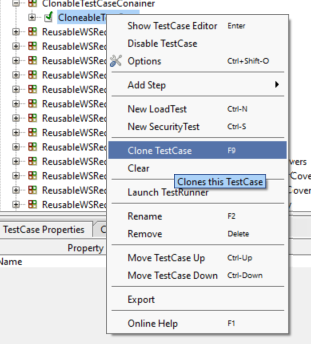 ClonableTestCaseConainer
CloneableT
ReusableWSRec
Show TestCase Editor Enter
Disable TestCase
ReusableWSRec
Options Ctrl+Shift-O
ReusableWSRec
ReusableWSRec
Add Step
ReusableWSRec
New LoadTest Ctrl-N
ReusableWSRec
New SecurityTest Ctrl-S
ReusableWSRec
ReusableWSRec
Clone TestCase F9
ReusableWSRec vers
Clear
ReusableWSRec Cove
Clones this TestCase
Launch TestRunner
ReusableWSRec Cover
ReusableWSRec
Rename F2
TestCase Properties
Remove Delete
Property
Name
Move TestCase Up Ctrl-Up
Move TestCase Down Ctrl-Down
Export
Online Help F1